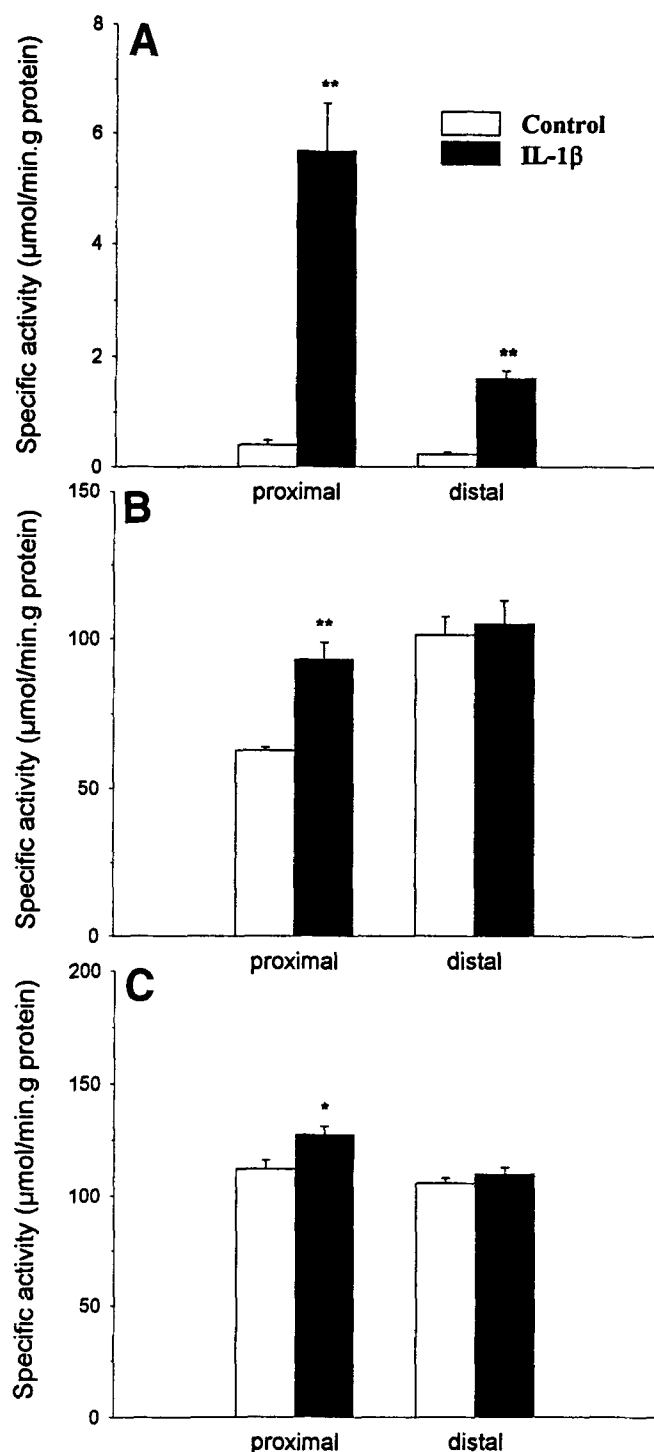 A
Specific activity (µmol/min.g protein)
8
6
4
2
0
**
**
Control
IL-1β
proximal distal
B
Specific activity (µmol/min.g protein)
150
100
50
0
**
proximal distal
C
Specific activity (µmol/min.g protein)
200
150
100
50
0
*
proximal distal